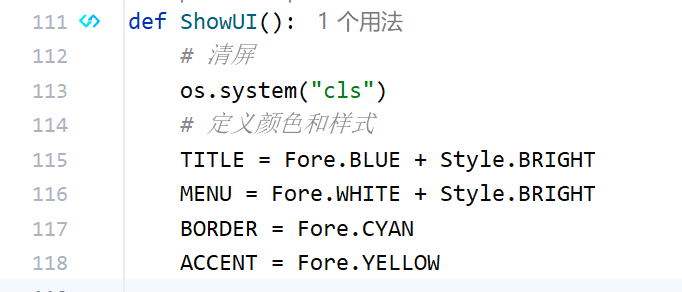 111 def ShowUI(): 1 个用法
112 # 清屏
113 os.system("cls")
114 # 定义颜色和样式
115 TITLE = Fore.BLUE + Style.BRIGHT
116 MENU = Fore.WHITE + Style.BRIGHT
117 BORDER = Fore.CYAN
118 ACCENT = Fore.YELLOW